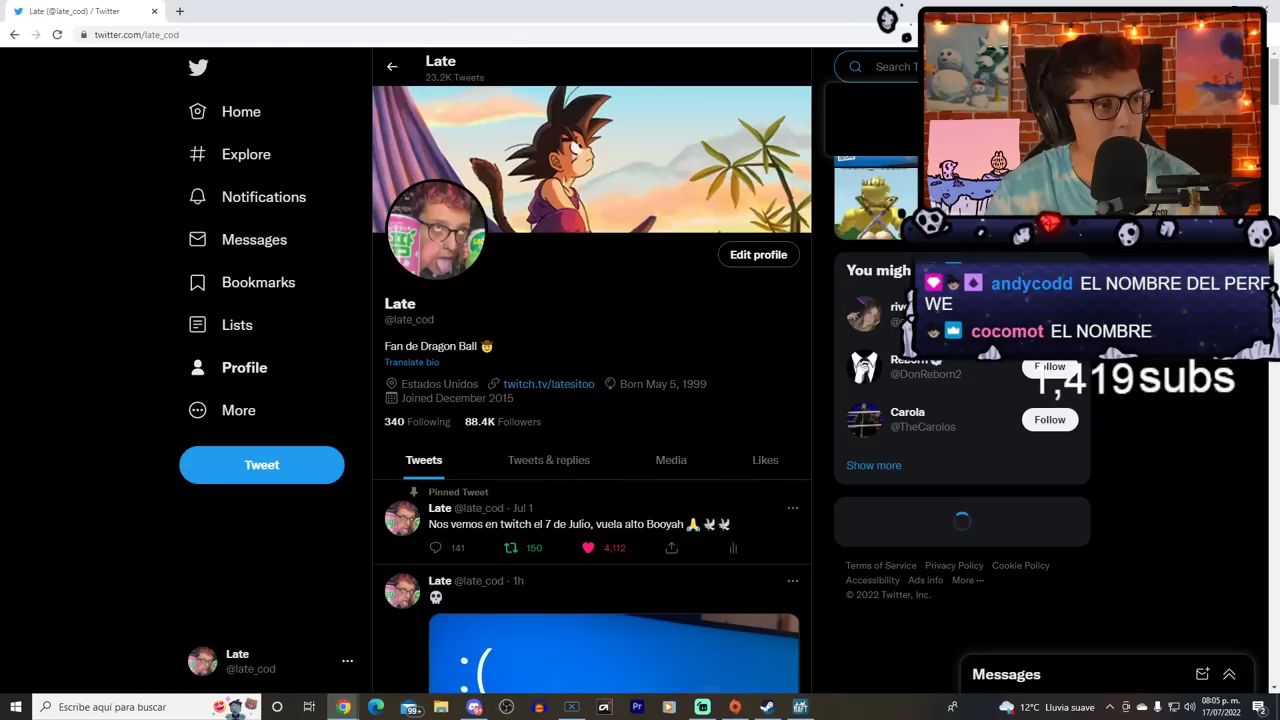 Late (@late_cod) / Twitter
twitter.com/late_cod
Late
23.2K Tweets
Search T
Home
Explore
Notifications
Messages
Bookmarks
Lists
Profile
More
Tweet
Edit profile
Late
@late_cod
Fan de Dragon Ball 🤠
Translate bio
Estados Unidos twitch.tv/latesitoo Born May 5, 1999
Joined December 2015
340 Following 88.4K Followers
Tweets Tweets & replies Media Likes
Pinned Tweet
Late @late_cod · Jul 1
Nos vemos en twitch el 7 de Julio, vuela alto Booyah 🙏🕊🕊
141 150 4,112
Late @late_cod · 1h
💀
:(
You migh
andycodd EL NOMBRE DEL PERF
WE
cocomot EL NOMBRE
1,419subs
@DonReborn2
Follow
Carola
@TheCarolos
Follow
Show more
Terms of Service Privacy Policy Cookie Policy
Accessibility Ads info More ···
© 2022 Twitter, Inc.
Late
@late_cod
Messages
Escribe aquí para buscar
99+
Pr
12°C Lluvia suave
08:05 p. m.
17/07/2022
2